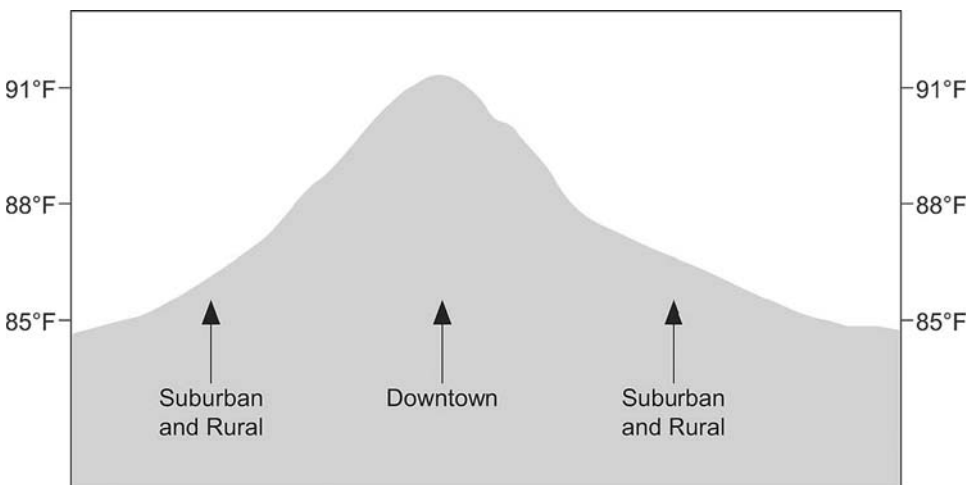 91°F
91°F
88°F
88°F
85°F
85°F
Suburban
and Rural
Downtown
Suburban
and Rural